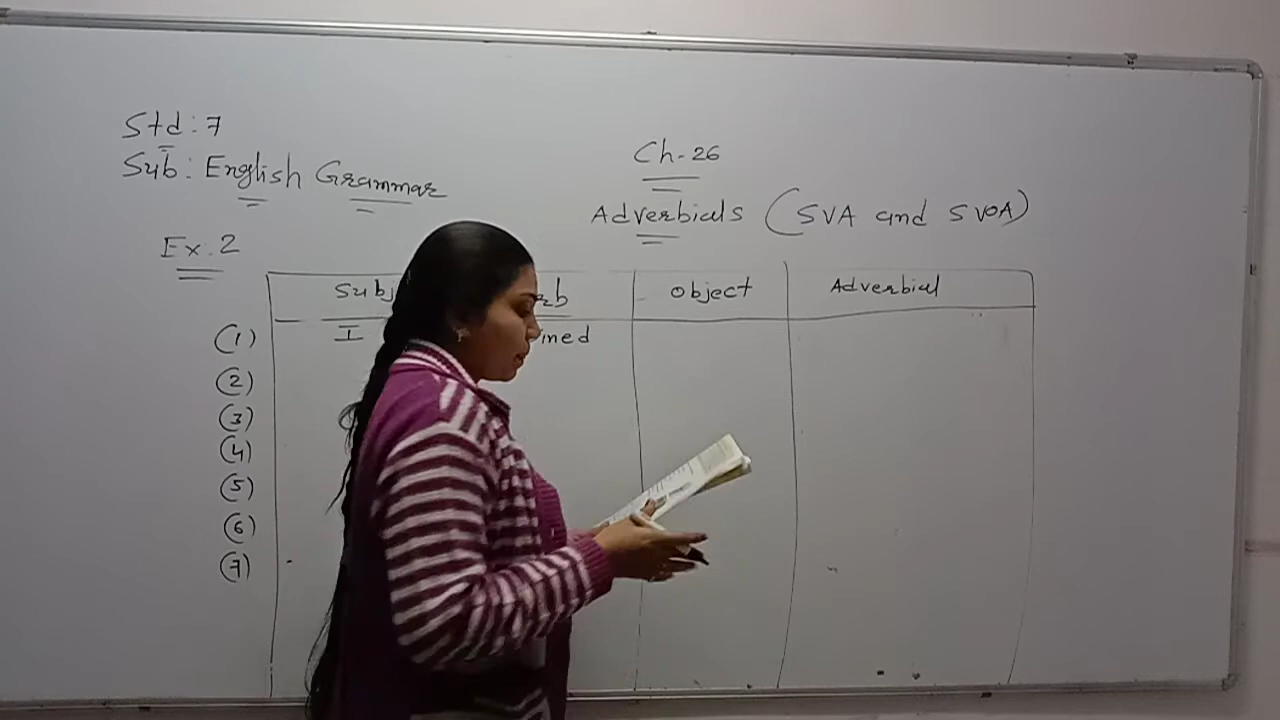 Std: 7
Sub: English Grammar
Ch-26
Adverbials (SVA and SVOA)
Ex. 2
Object Adverbial
(1) I
(2)
(3)
(4)
(5)
(6)
(7)